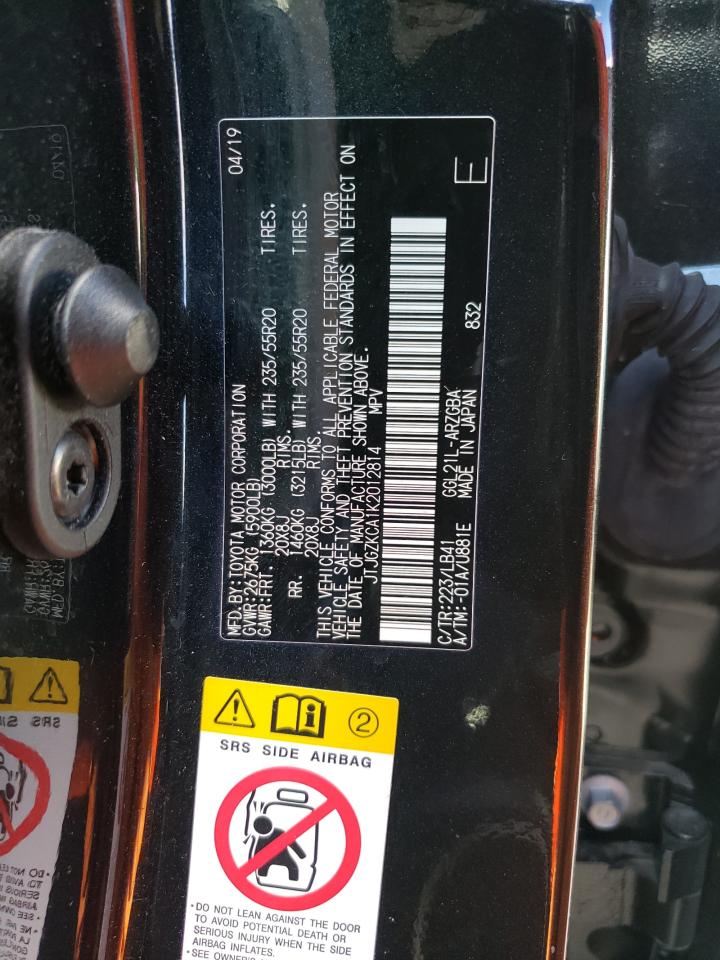 MFD.BY:TOYOTA MOTOR CORPORATION 04/19
GVWR:2675KG(5900LB)
GAWR:FRT. 1360KG (3000LB) WITH 235/55R20 TIRES.
20X8J RIMS.
RR. 1460KG (3215LB) WITH 235/55R20 TIRES.
20X8J RIMS.
THIS VEHICLE CONFORMS TO ALL APPLICABLE FEDERAL MOTOR
VEHICLE SAFETY AND THEFT PREVENTION STANDARDS IN EFFECT ON
THE DATE OF MANUFACTURE SHOWN ABOVE.
JTJGZKCA1K2012814 MPV
C/TR:223/LB41 GGL21L-ARZGBA
A/TM:-01A/U881E MADE IN JAPAN 832
E
2
SRS SIDE AIRBAG
•DO NOT LEAN AGAINST THE DOOR
TO AVOID POTENTIAL DEATH OR
SERIOUS INJURY WHEN THE SIDE
AIRBAG INFLATES.
•SEE OWNER'S